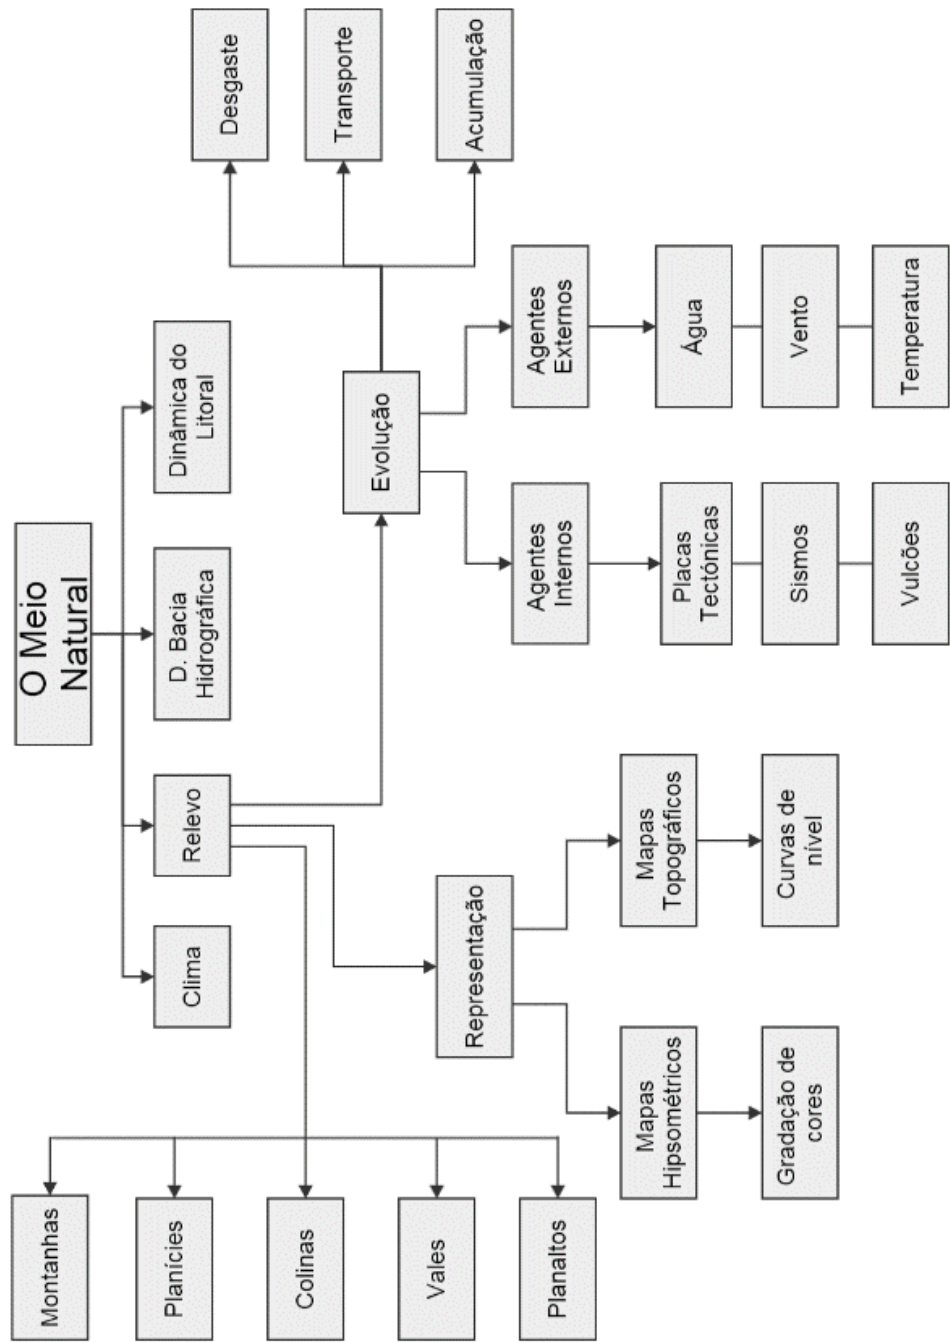 O Meio
Natural
Clima
Relevo
D. Bacia
Hidrográfica
Dinâmica do
Litoral
Montanhas
Planícies
Colinas
Vales
Planaltos
Representação
Mapas
Hipsométricos
Gradação de
cores
Mapas
Topográficos
Curvas de
nível
Evolução
Agentes
Internos
Placas
Tectónicas
Sismos
Vulcões
Agentes
Externos
Água
Vento
Temperatura
Desgaste
Transporte
Acumulação